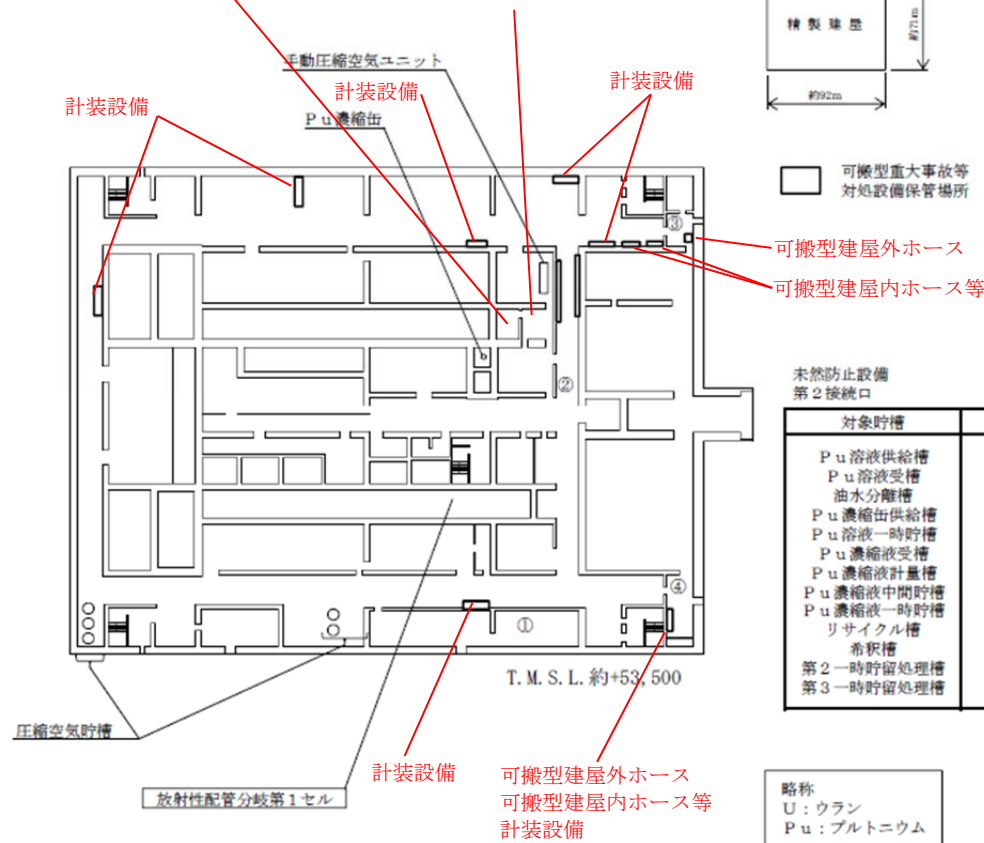 精製建屋
約71m
約92m
手動圧縮空気ユニット
計装設備
計装設備
計装設備
Ｐｕ濃縮缶
可搬型重大事故等
対処設備保管場所
③
可搬型建屋外ホース
可搬型建屋内ホース等
②
未然防止設備
第２接続口
対象貯槽
Ｐｕ溶液供給槽
Ｐｕ溶液受槽
油水分離槽
Ｐｕ濃縮缶供給槽
Ｐｕ溶液一時貯槽
Ｐｕ濃縮液受槽
Ｐｕ濃縮液計量槽
Ｐｕ濃縮液中間貯槽
Ｐｕ濃縮液一時貯槽
リサイクル槽
希釈槽
第２一時貯留処理槽
第３一時貯留処理槽
④
①
T.M.S.L.約+53,500
圧縮空気貯槽
計装設備
可搬型建屋外ホース
可搬型建屋内ホース等
計装設備
放射性配管分岐第１セル
略称
Ｕ：ウラン
Ｐｕ：プルトニウム